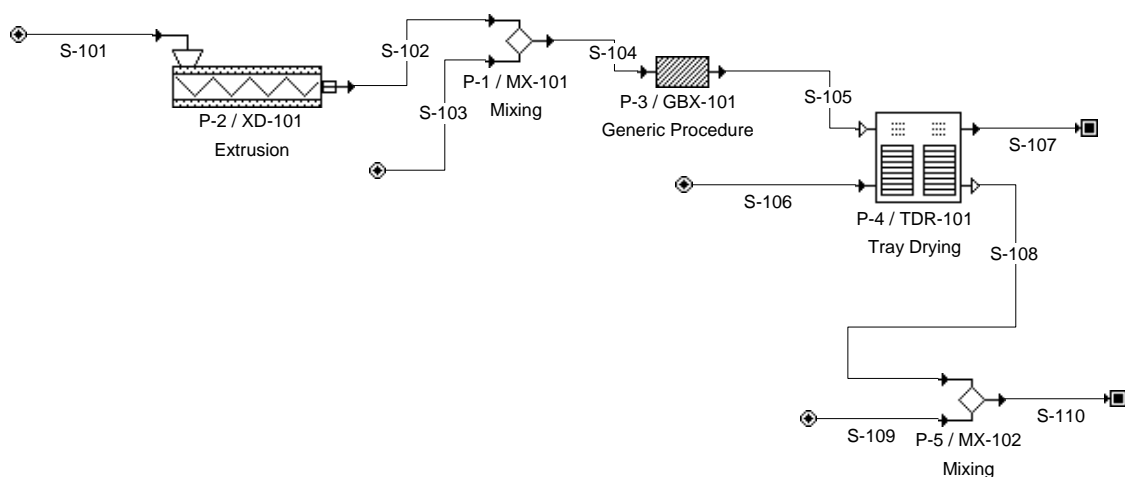 S-101
S-102
S-103
S-104
P-2 / XD-101
Extrusion
P-1 / MX-101
Mixing
P-3 / GBX-101
Generic Procedure
S-105
S-106
S-107
P-4 / TDR-101
Tray Drying
S-108
S-109
S-110
P-5 / MX-102
Mixing